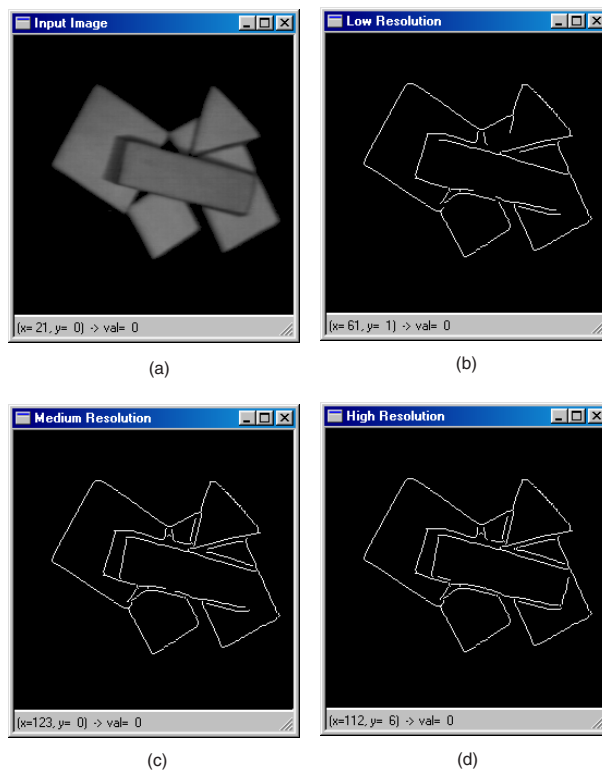 Input Image
(x= 21, y= 0) -> val= 0
(a)
Low Resolution
(x= 61, y= 1) -> val= 0
(b)
Medium Resolution
(x=123, y= 0) -> val= 0
(c)
High Resolution
(x=112, y= 6) -> val= 0
(d)